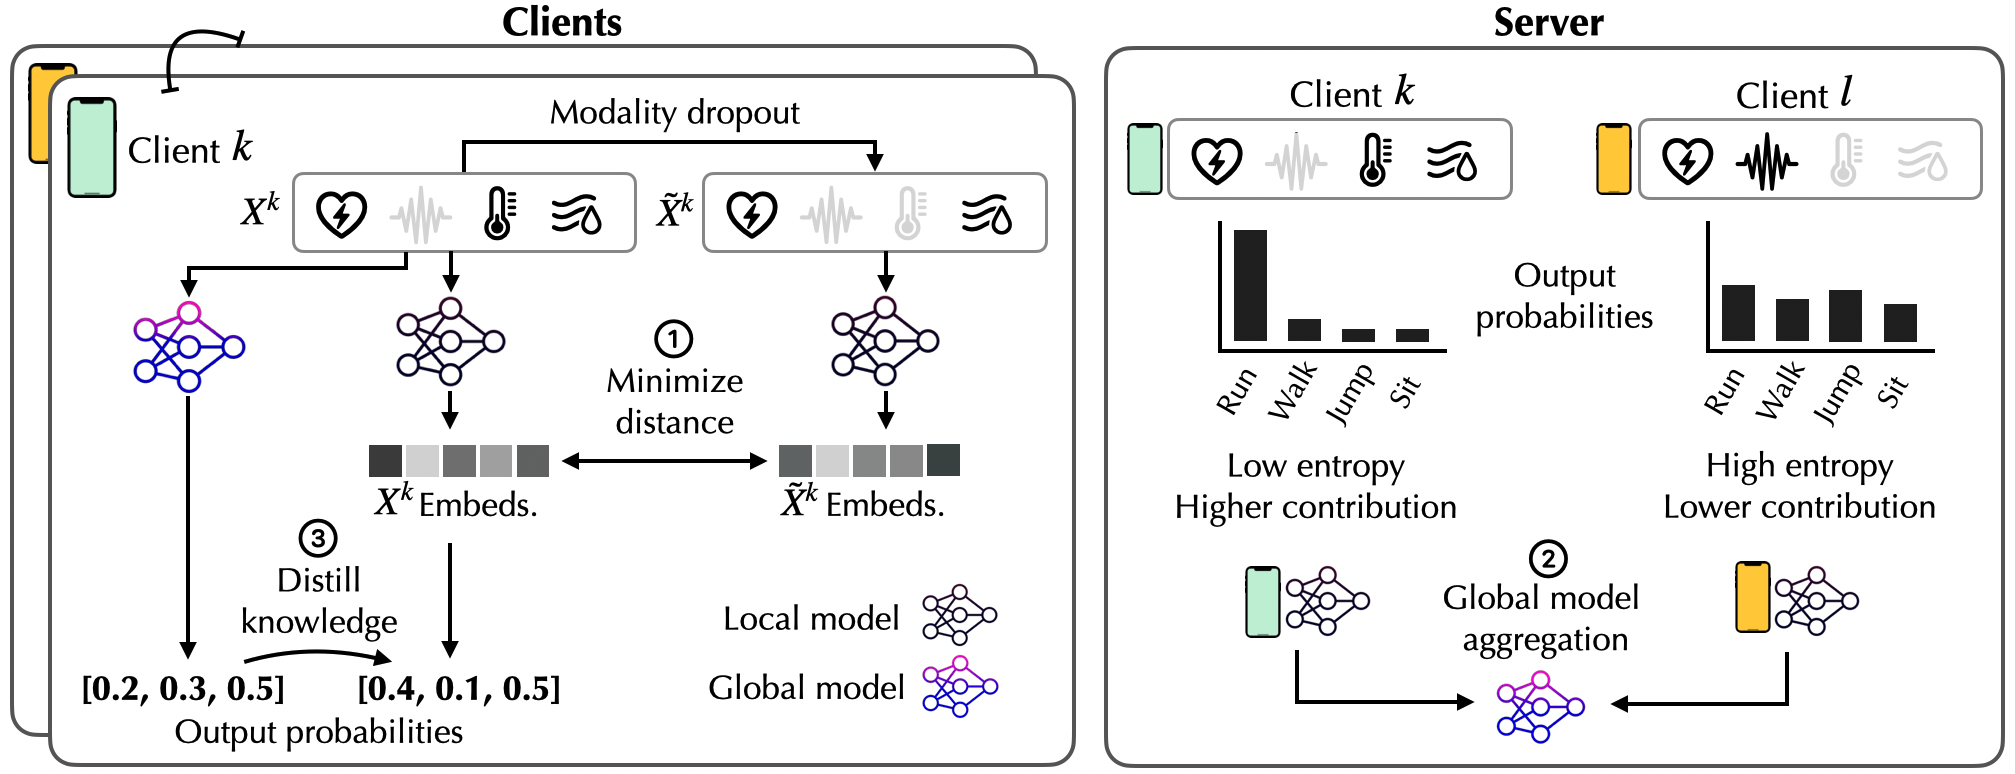 Clients
Client k
Modality dropout
X^k
X̃^k
1
Minimize
distance
X^k Embeds.
X̃^k Embeds.
3
Distill
knowledge
[0.2, 0.3, 0.5]
[0.4, 0.1, 0.5]
Output probabilities
Local model
Global model
Server
Client k
Client l
Output
probabilities
Run
Walk
Jump
Sit
Run
Walk
Jump
Sit
Low entropy
Higher contribution
High entropy
Lower contribution
2
Global model
aggregation